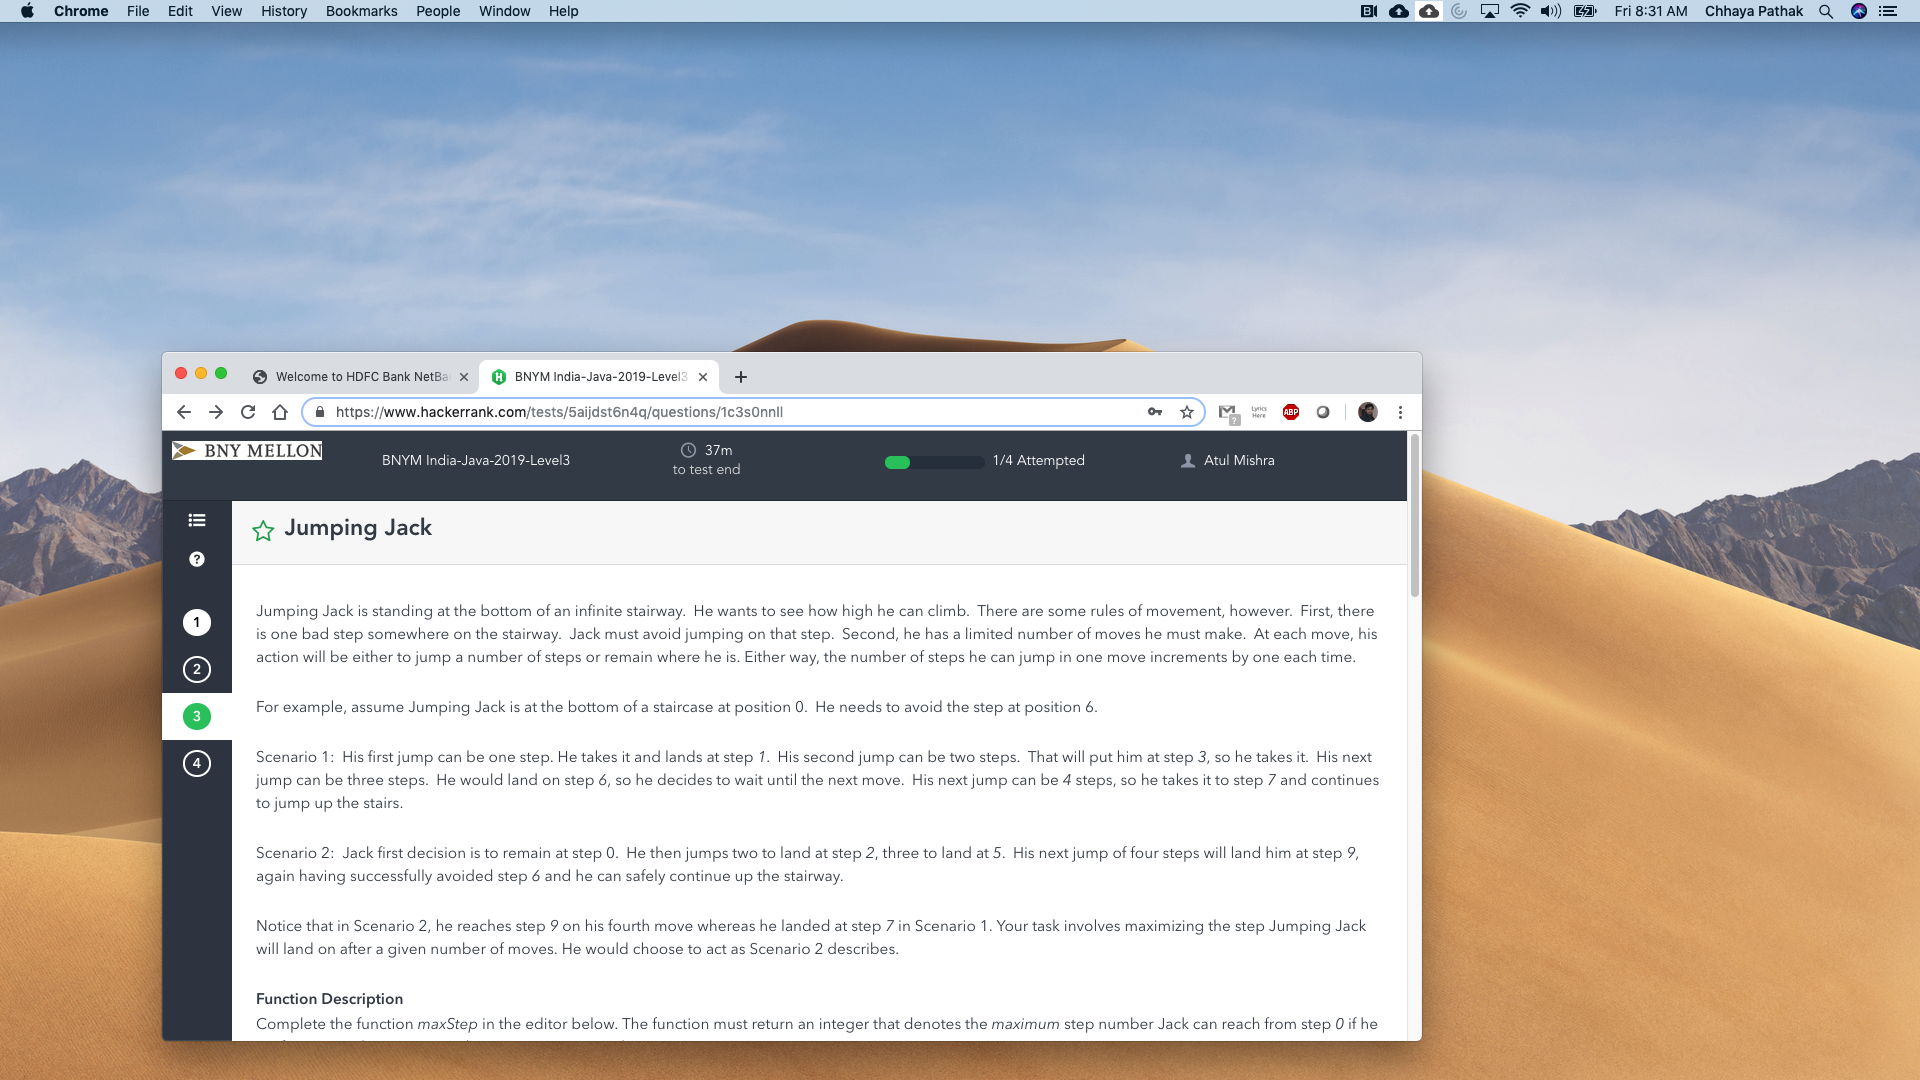 Chrome File Edit View History Bookmarks People Window Help Fri 8:31 AM Chhaya Pathak
Welcome to HDFC Bank NetBa
BNYM India-Java-2019-Level3
https://www.hackerrank.com/tests/5aijdst6n4q/questions/1c3s0nnll
Lyrics
Here
ABP
BNY MELLON
BNYM India-Java-2019-Level3
37m
to test end
1/4 Attempted
Atul Mishra
1
2
3
4
Jumping Jack
Jumping Jack is standing at the bottom of an infinite stairway. He wants to see how high he can climb. There are some rules of movement, however. First, there
is one bad step somewhere on the stairway. Jack must avoid jumping on that step. Second, he has a limited number of moves he must make. At each move, his
action will be either to jump a number of steps or remain where he is. Either way, the number of steps he can jump in one move increments by one each time.
For example, assume Jumping Jack is at the bottom of a staircase at position 0. He needs to avoid the step at position 6.
Scenario 1: His first jump can be one step. He takes it and lands at step 1. His second jump can be two steps. That will put him at step 3, so he takes it. His next
jump can be three steps. He would land on step 6, so he decides to wait until the next move. His next jump can be 4 steps, so he takes it to step 7 and continues
to jump up the stairs.
Scenario 2: Jack first decision is to remain at step 0. He then jumps two to land at step 2, three to land at 5. His next jump of four steps will land him at step 9,
again having successfully avoided step 6 and he can safely continue up the stairway.
Notice that in Scenario 2, he reaches step 9 on his fourth move whereas he landed at step 7 in Scenario 1. Your task involves maximizing the step Jumping Jack
will land on after a given number of moves. He would choose to act as Scenario 2 describes.
Function Description
Complete the function maxStep in the editor below. The function must return an integer that denotes the maximum step number Jack can reach from step 0 if he